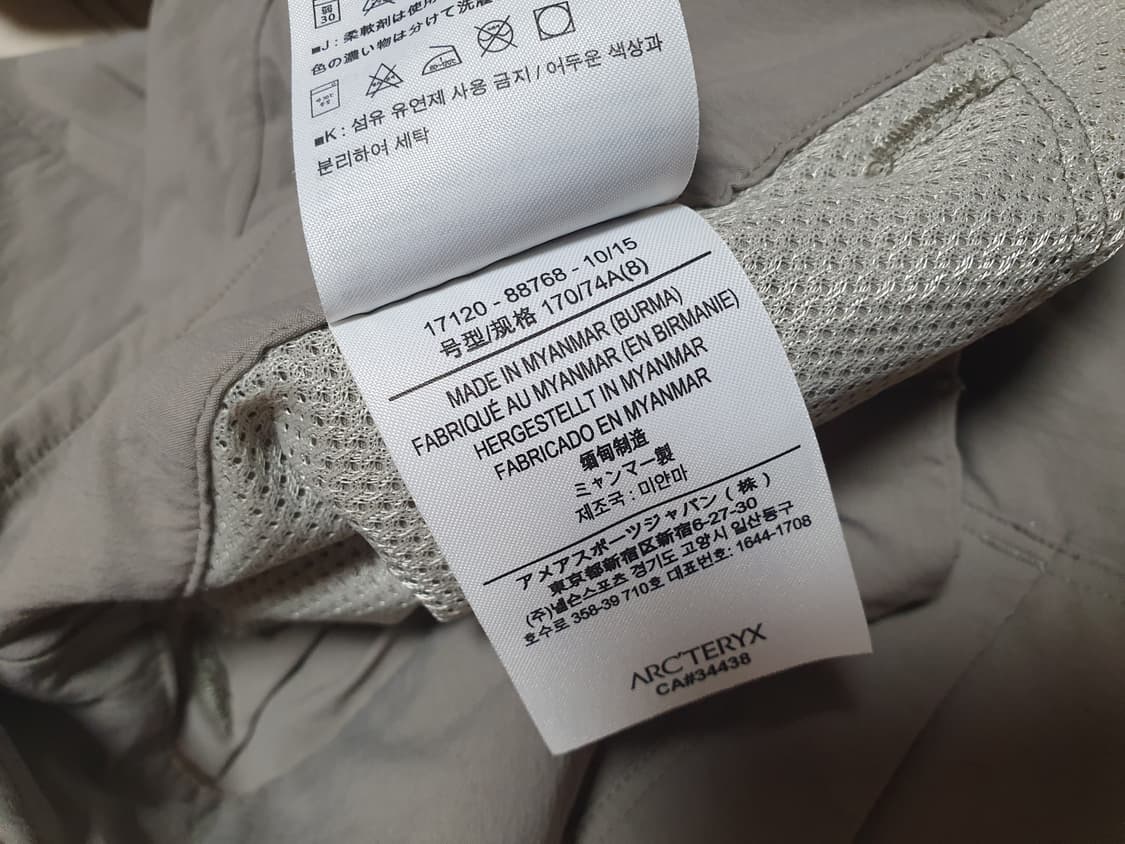 弱
30
■J : 柔軟剤は使用
色の濃い物は分けて洗濯
■K : 섬유 유연제 사용 금지 / 어두운 색상과
분리하여 세탁
17120 - 88768 - 10/15
号型/规格 170/74A(8)
MADE IN MYANMAR (BURMA)
FABRIQUÉ AU MYANMAR (EN BIRMANIE)
HERGESTELLT IN MYANMAR
FABRICADO EN MYANMAR
缅甸制造
ミャンマー製
제조국 : 미얀마
アメアスポーツジャパン ( 株 )
東京都新宿区新宿6-27-30
(주)넬슨스포츠 경기도 고양시 일산동구
호수로 358-39 710호 대표번호: 1644-1708
ARC'TERYX
CA#34438